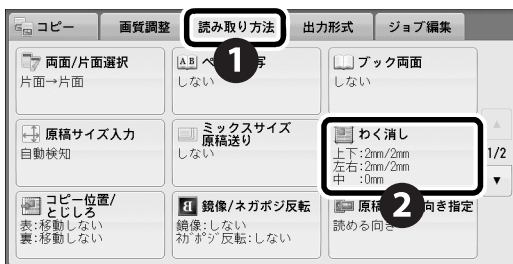 コピー
画質調整
読み取り方法
出力形式
ジョブ編集
1
両面/片面選択
片面→片面
しない
ブック両面
しない
原稿サイズ入力
自動検知
ミックスサイズ
原稿送り
しない
わく消し
上下:2mm/2mm
左右:2mm/2mm
中 :0mm
1/2
コピー位置/
とじしろ
表:移動しない
裏:移動しない
鏡像/ネガポジ反転
鏡像:しない
ネガポジ反転:しない
2
向き指定
読める向き